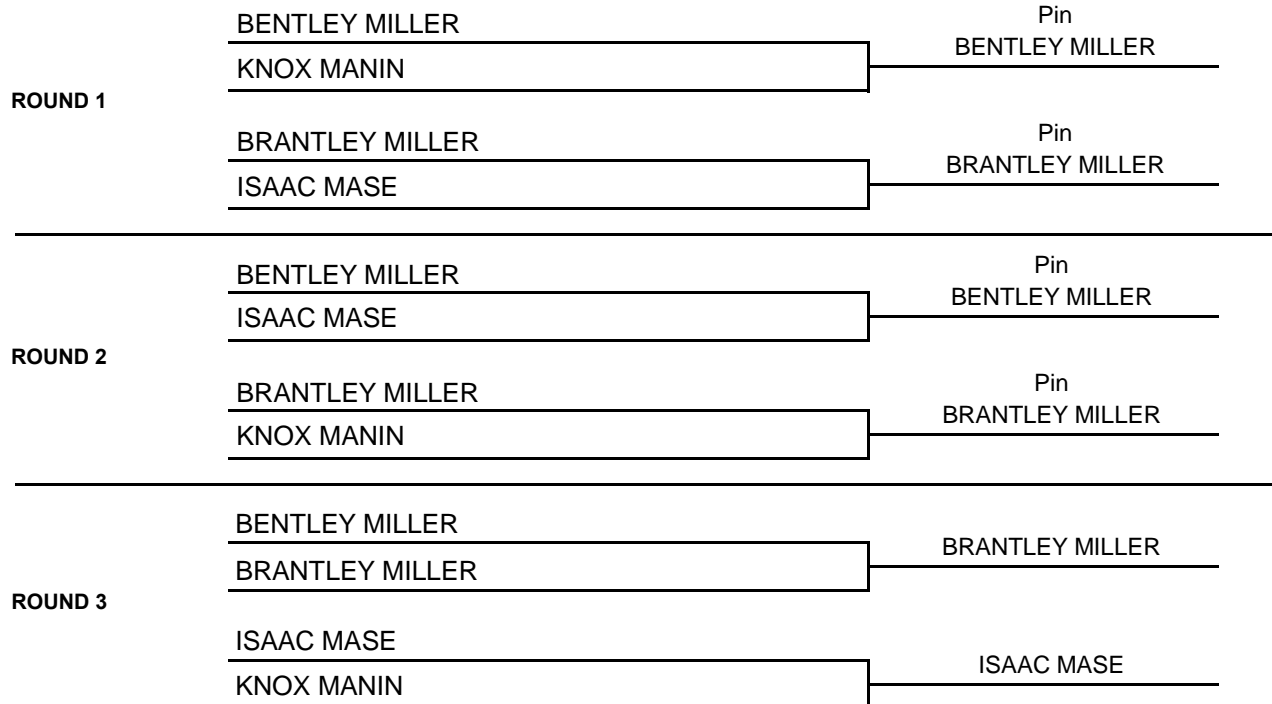 BENTLEY MILLER
Pin
BENTLEY MILLER
KNOX MANIN
ROUND 1
BRANTLEY MILLER
Pin
BRANTLEY MILLER
ISAAC MASE
BENTLEY MILLER
Pin
BENTLEY MILLER
ISAAC MASE
ROUND 2
BRANTLEY MILLER
Pin
BRANTLEY MILLER
KNOX MANIN
BENTLEY MILLER
BRANTLEY MILLER
BRANTLEY MILLER
ROUND 3
ISAAC MASE
ISAAC MASE
KNOX MANIN